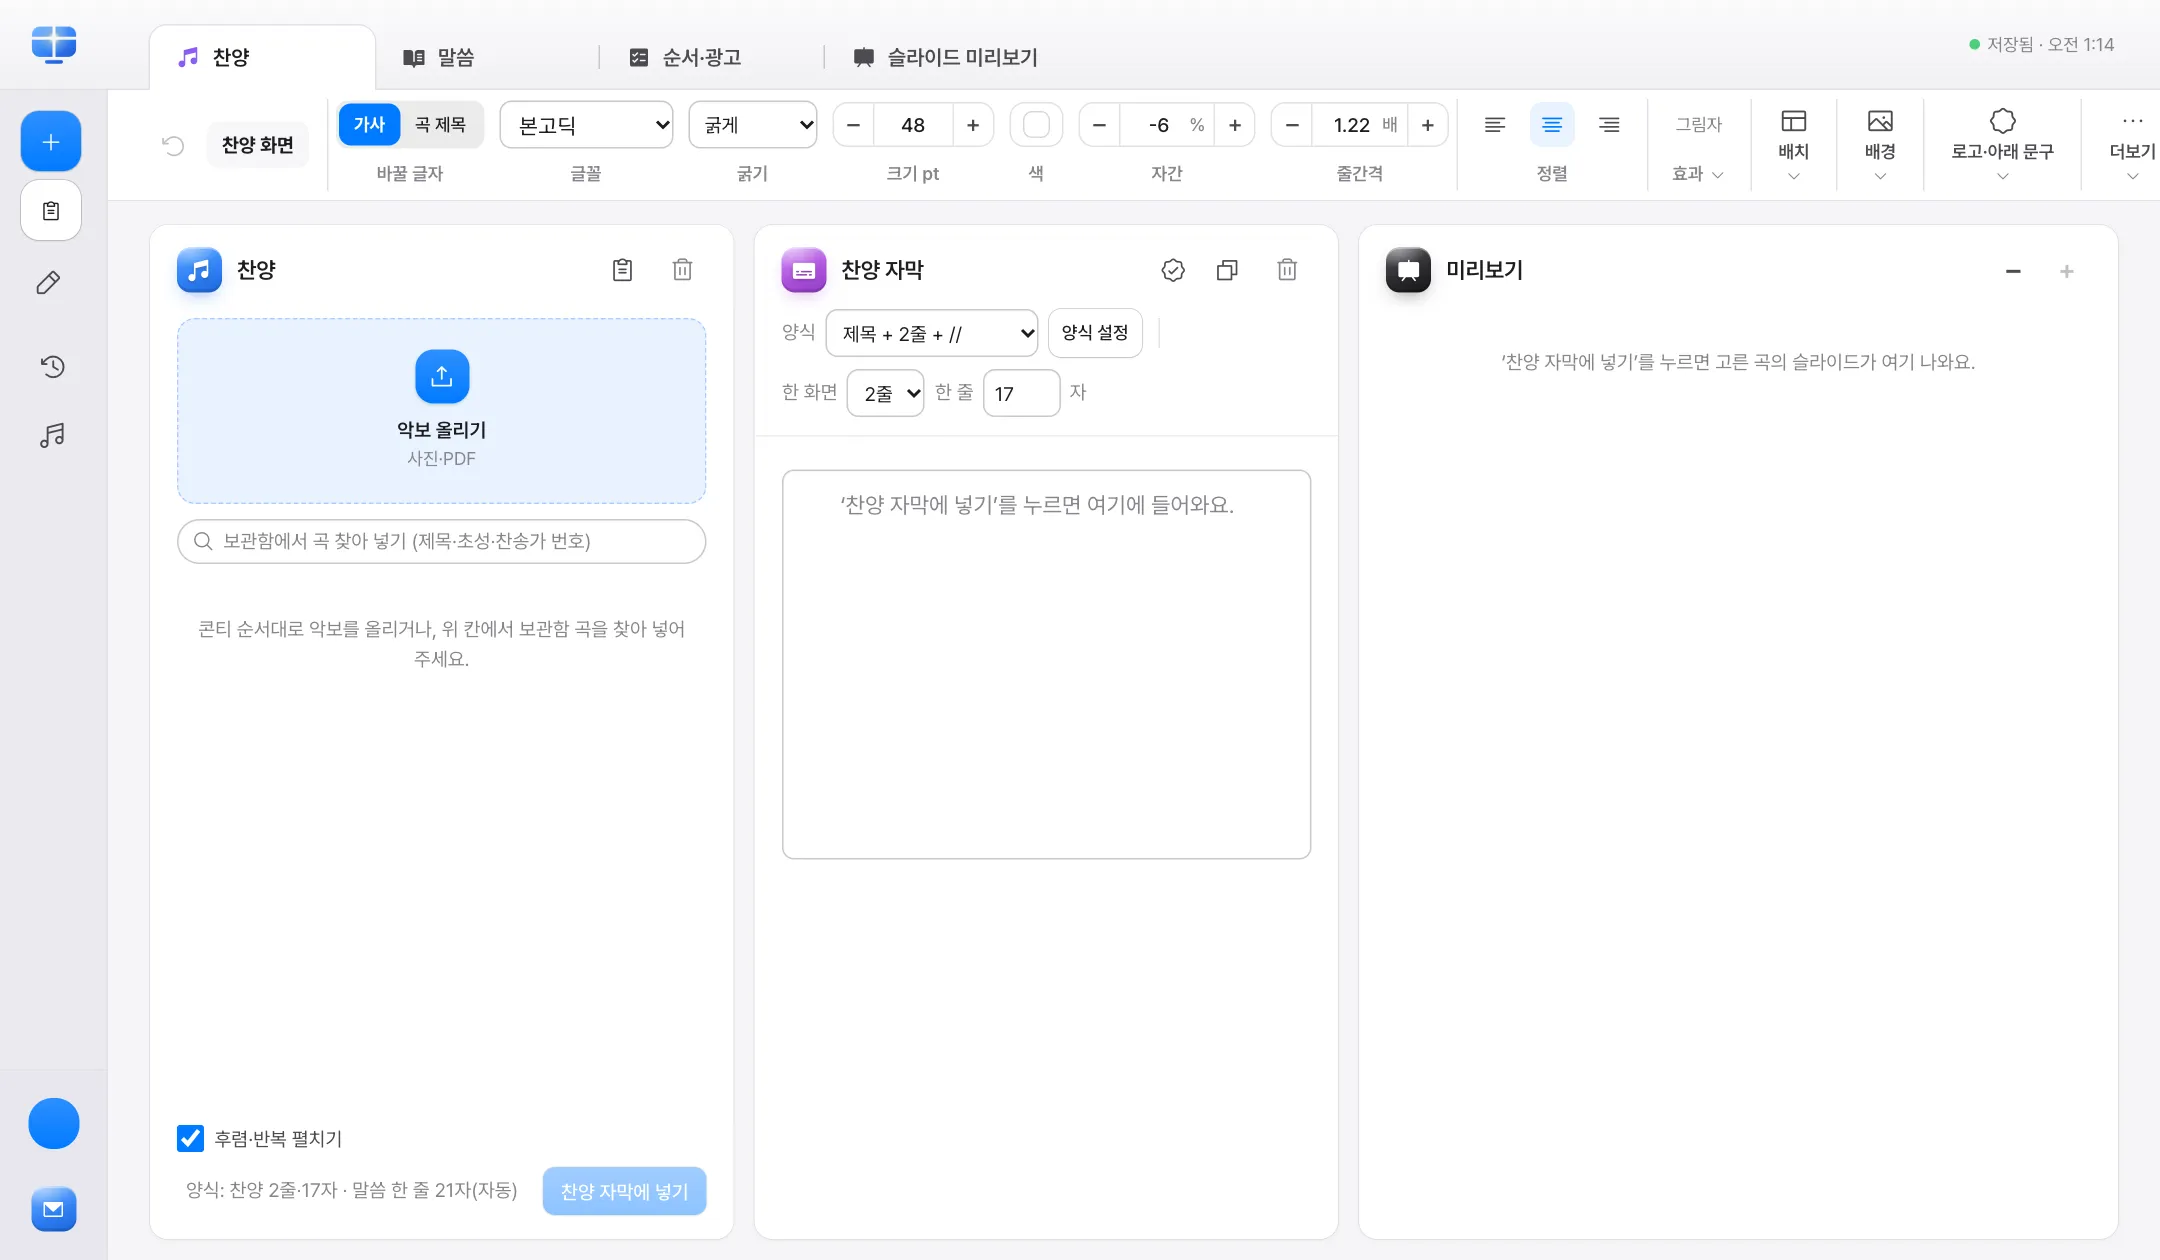 찬양
말씀
순서·광고
슬라이드 미리보기
저장됨 · 오전 1:14
찬양 화면
가사 곡 제목
본고딕
굵게
48
-6 %
1.22 배
바꿀 글자
글꼴
굵기
크기 pt
색
자간
줄간격
정렬
그림자
효과
배치
배경
로고·아래 문구
더보기
찬양
악보 올리기
사진·PDF
보관함에서 곡 찾아 넣기 (제목·초성·찬송가 번호)
콘티 순서대로 악보를 올리거나, 위 칸에서 보관함 곡을 찾아 넣어
주세요.
후렴·반복 펼치기
양식: 찬양 2줄·17자 · 말씀 한 줄 21자(자동)
찬양 자막에 넣기
찬양 자막
양식 제목 + 2줄 + // 양식 설정
한 화면 2줄 한 줄 17 자
‘찬양 자막에 넣기’를 누르면 여기에 들어와요.
미리보기
‘찬양 자막에 넣기’를 누르면 고른 곡의 슬라이드가 여기 나와요.